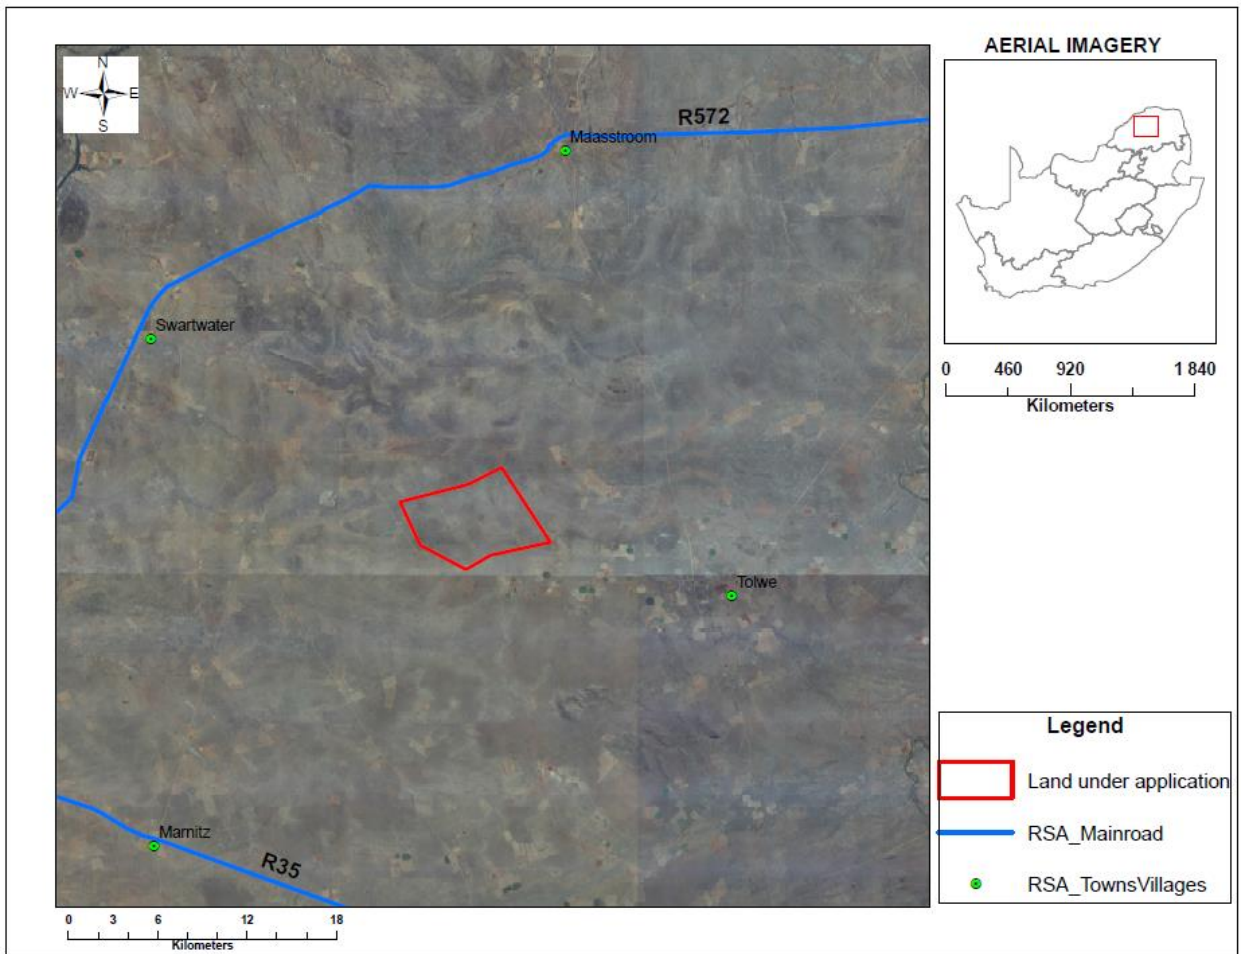 AERIAL IMAGERY
N
W E
S
R572
Maasstroom
Swartwater
Tolwe
Marnitz
R35
0 3 6 12 18
Kilometers
0 460 920 1 840
Kilometers
Legend
Land under application
RSA_Mainroad
RSA_TownsVillages